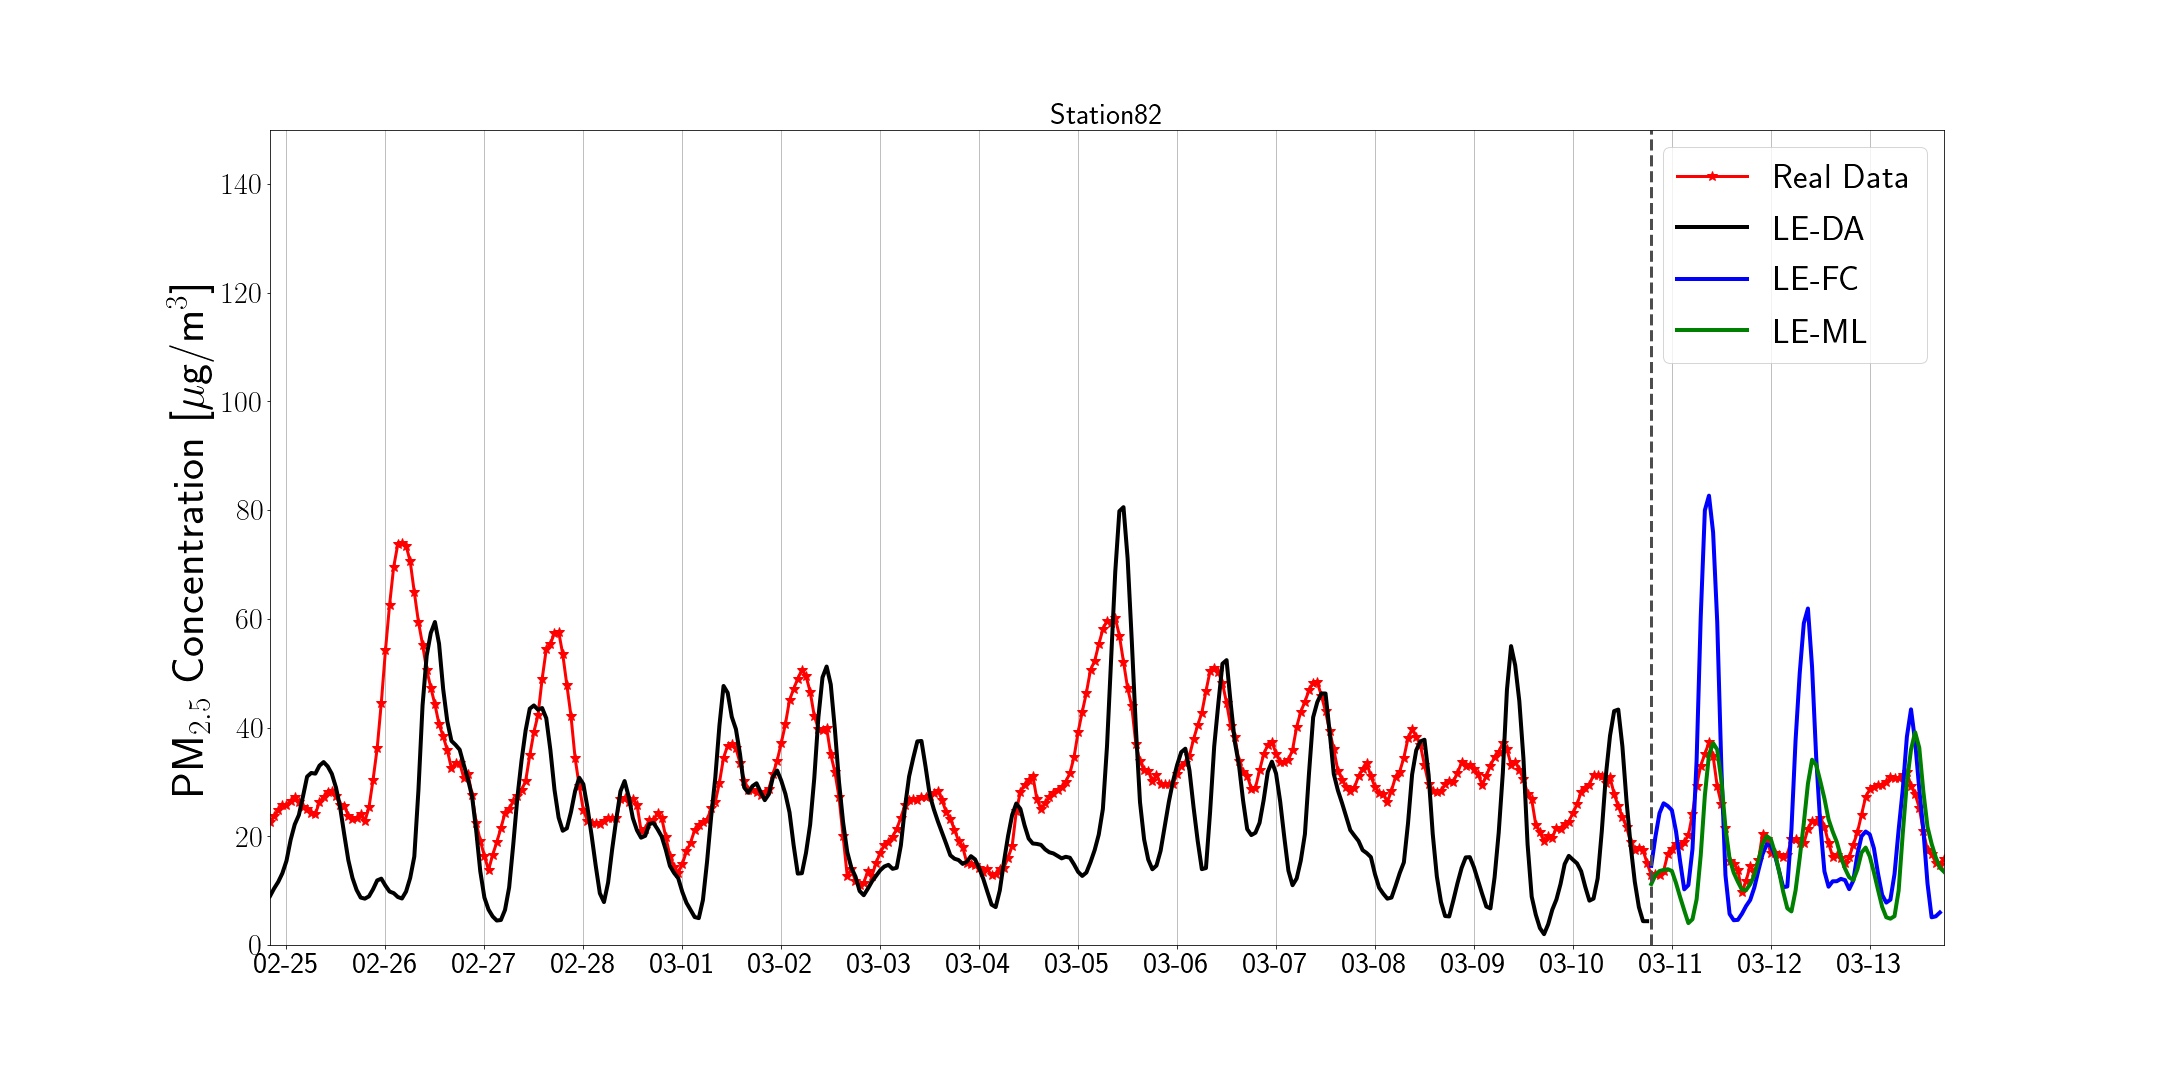 Station82
PM2.5 Concentration [μg/m³]
140
120
100
80
60
40
20
0
02-25 02-26 02-27 02-28 03-01 03-02 03-03 03-04 03-05 03-06 03-07 03-08 03-09 03-10 03-11 03-12 03-13
Real Data
LE-DA
LE-FC
LE-ML